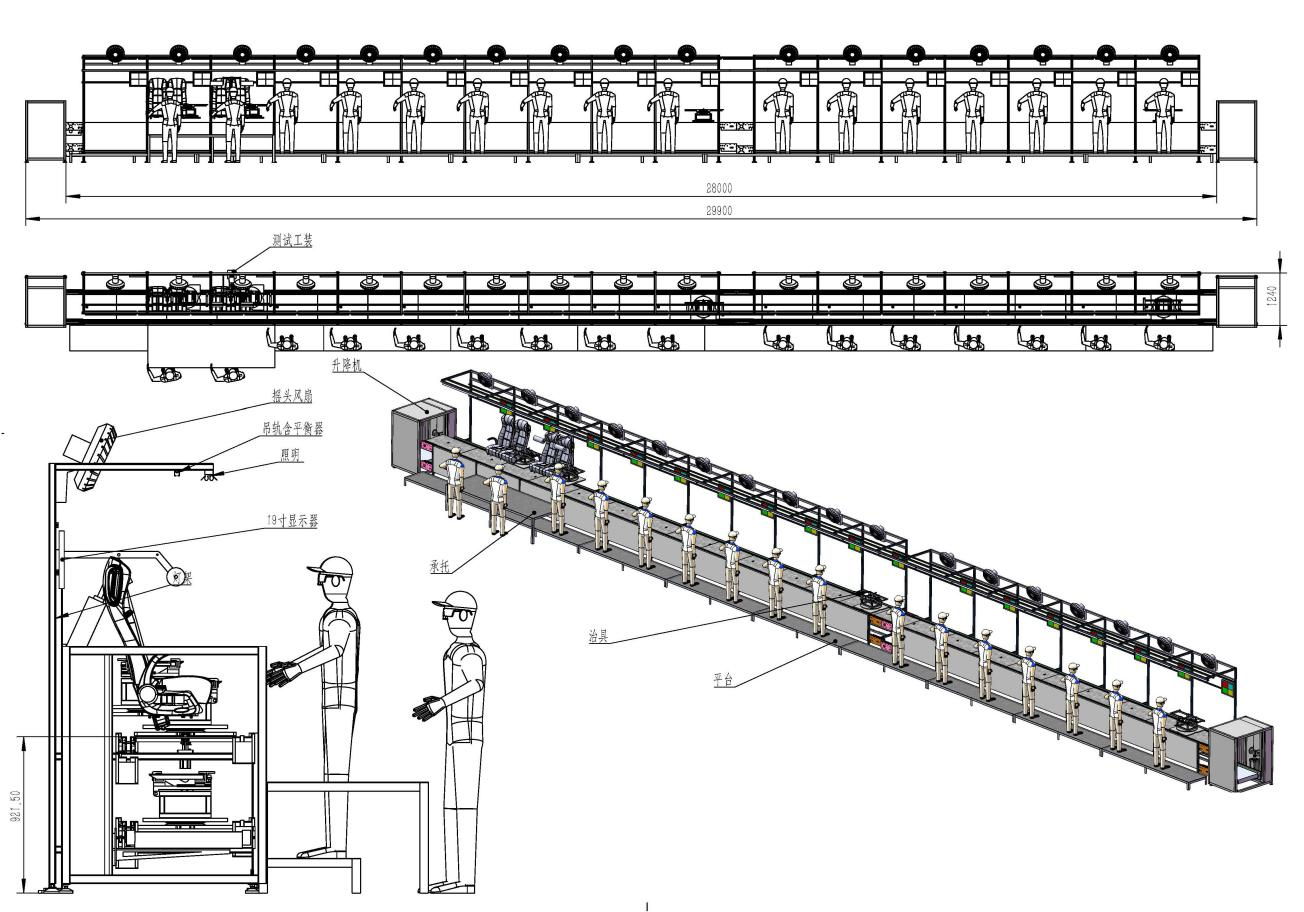 28000
29900
测试工装
1240
升降机
摇头风扇
吊轨含平衡器
照明
19寸显示器
承托
治具
平台
921.50